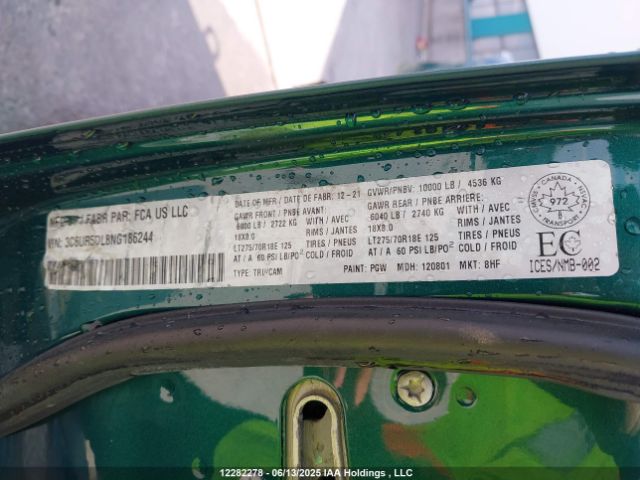 FABR PAR: FCA US LLC
3C6UR5DL8NG186244
DATE OF MFR / DATE DE FABR: 12-21
GAWR FRONT / PNBE AVANT:
6000 LB / 2722 KG WITH / AVEC
18X8.0 RIMS / JANTES
LT275/70R18E 125 TIRES / PNEUS
AT / A 60 PSI LB/PO² COLD / FROID
TYPE: TRUCK/CAM
GVWR/PNBV: 10000 LB / 4536 KG
GAWR REAR / PNBE ARRIERE:
6040 LB / 2740 KG WITH / AVEC
18X8.0 RIMS / JANTES
LT275/70R18E 125 TIRES / PNEUS
AT / A 60 PSI LB/PO² COLD / FROID
PAINT: PGW MDH: 120801 MKT: 8HF
CANADA
972
TRANSPORT
EC
ICES/NMB-002
12282278 - 06/13/2025 IAA Holdings , LLC